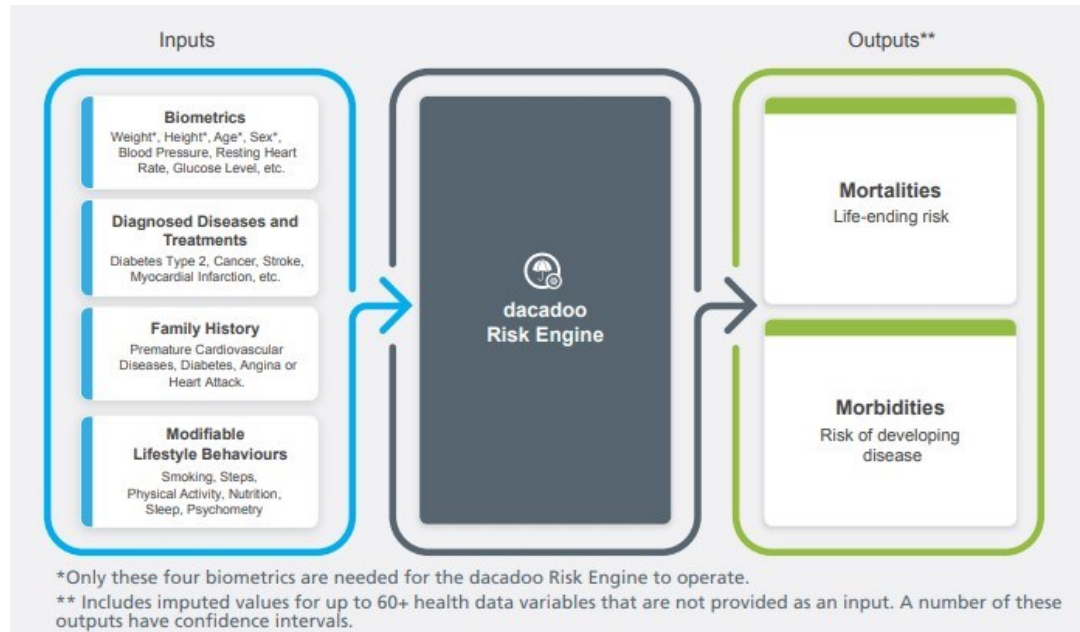 Inputs
Outputs**
Biometrics
Weight*, Height*, Age*, Sex*,
Blood Pressure, Resting Heart
Rate, Glucose Level, etc.
Diagnosed Diseases and
Treatments
Diabetes Type 2, Cancer, Stroke,
Myocardial Infarction, etc.
Family History
Premature Cardiovascular
Diseases, Diabetes, Angina or
Heart Attack.
Modifiable
Lifestyle Behaviours
Smoking, Steps,
Physical Activity, Nutrition,
Sleep, Psychometry
dacadoo
Risk Engine
Mortalities
Life-ending risk
Morbidities
Risk of developing
disease
*Only these four biometrics are needed for the dacadoo Risk Engine to operate.
** Includes imputed values for up to 60+ health data variables that are not provided as an input. A number of these
outputs have confidence intervals.